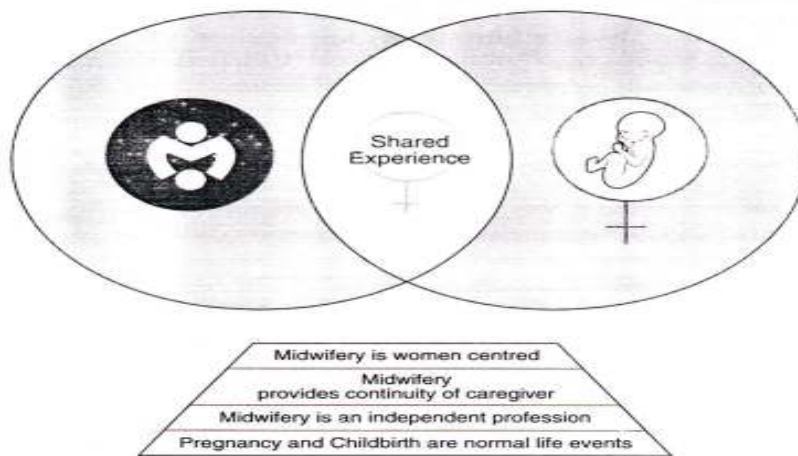 Shared
Experience
Midwifery is women centred
Midwifery
provides continuity of caregiver
Midwifery is an independent profession
Pregnancy and Childbirth are normal life events